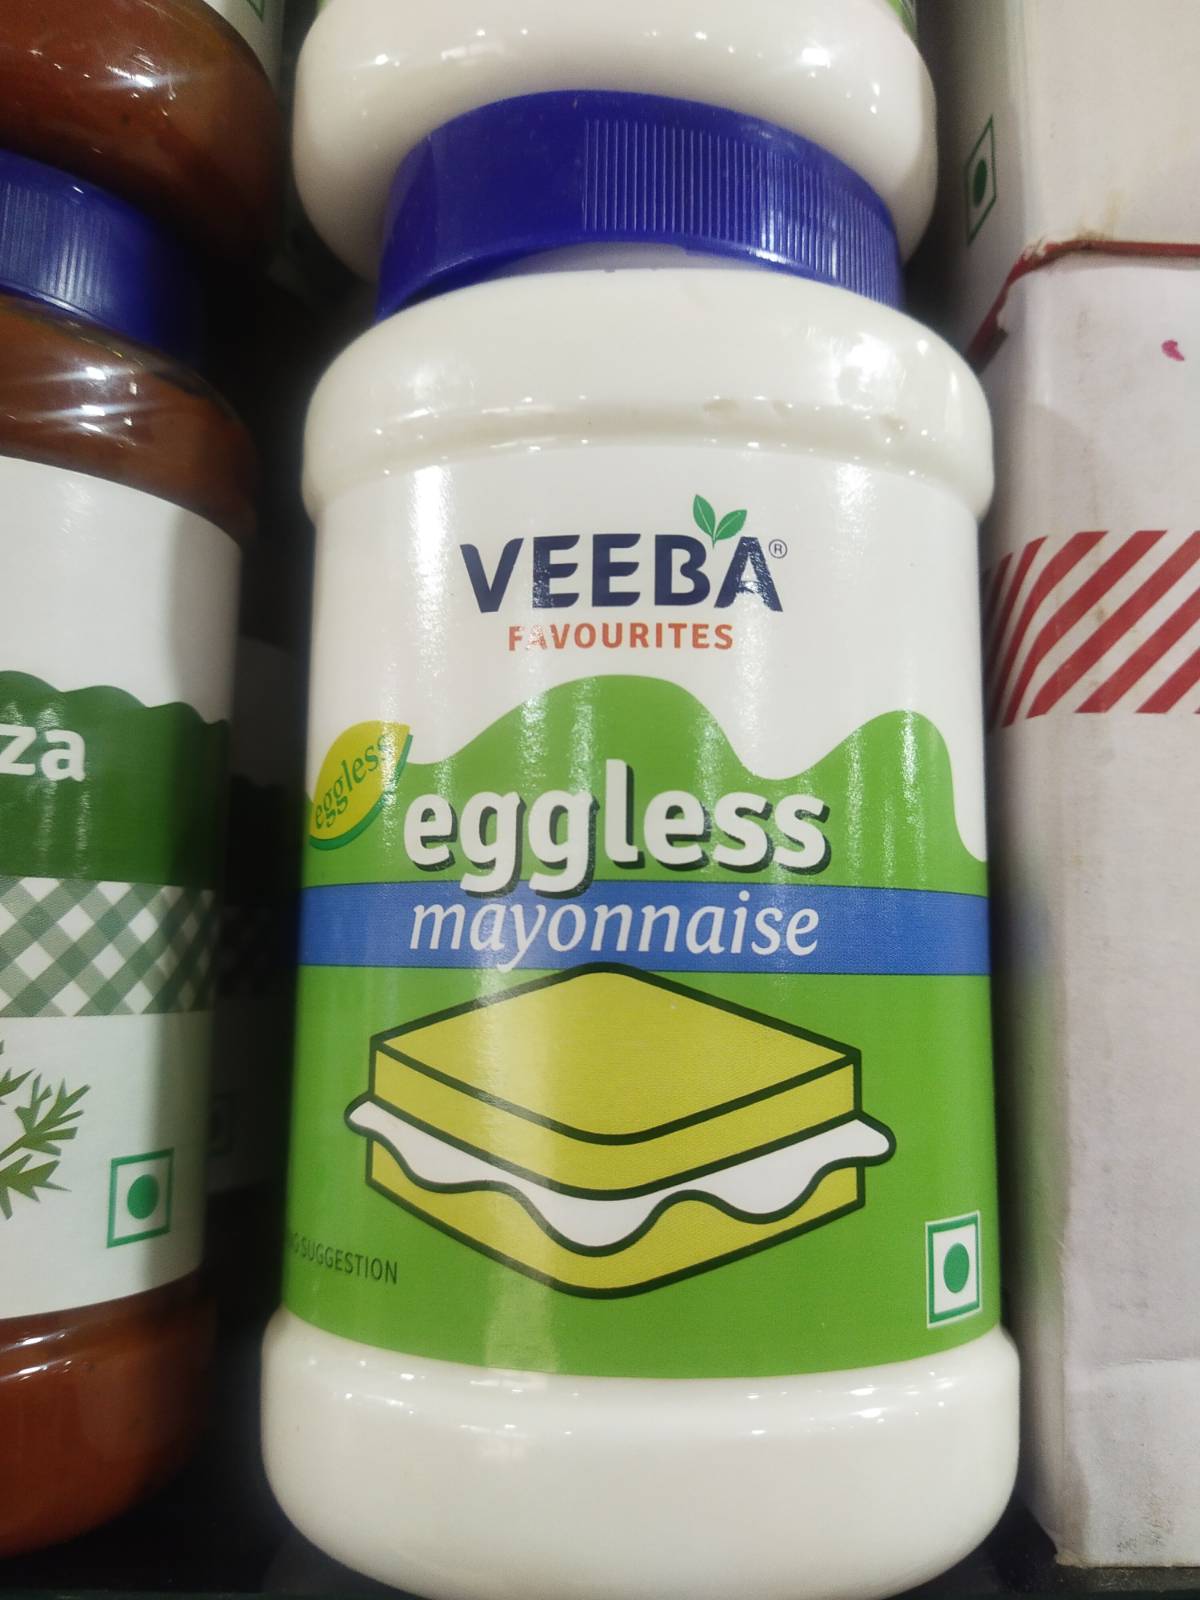 VEEBA®
FAVOURITES
eggless
eggless
mayonnaise
SUGGESTION
za